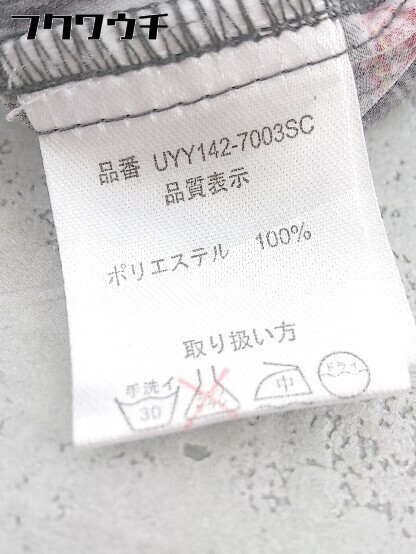 フクワウチ
品番 UYY142-7003SC
品質表示
ポリエステル 100%
取り扱い方
手洗イ
30
中
ドライ